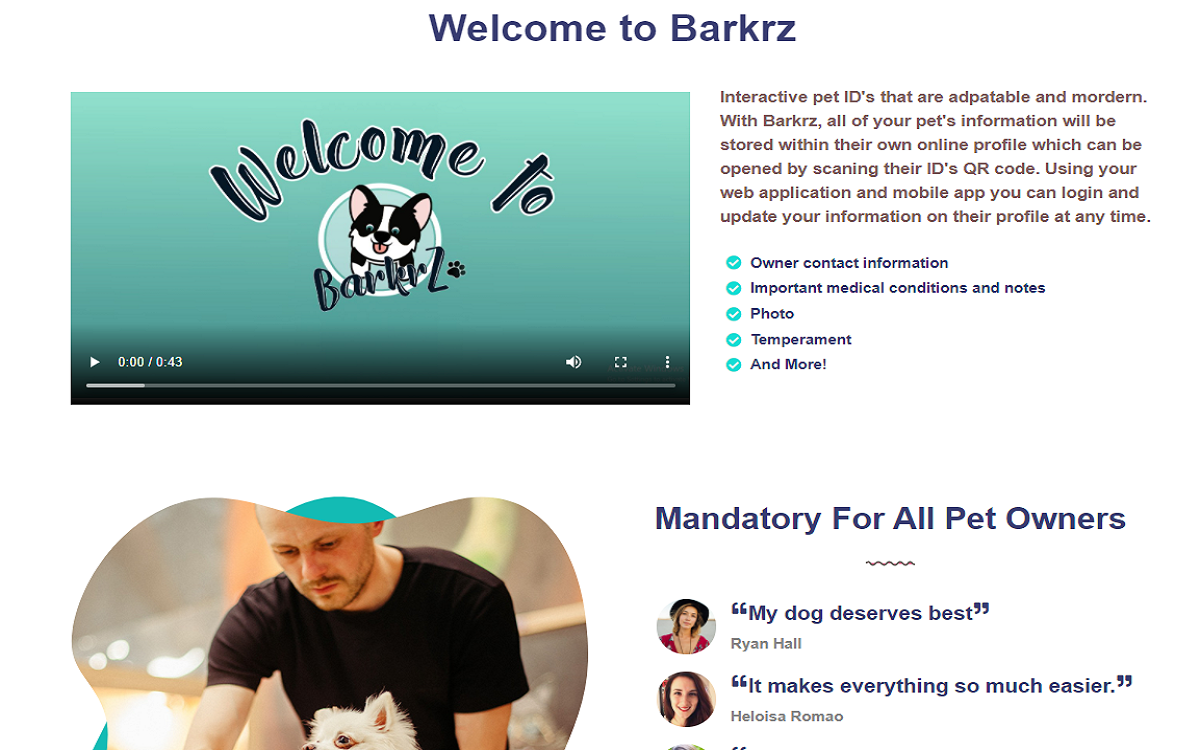 Welcome to Barkrz
Welcome to
BarkrZ
0:00 / 0:43
Interactive pet ID's that are adpatable and mordern.
With Barkrz, all of your pet's information will be
stored within their own online profile which can be
opened by scaning their ID's QR code. Using your
web application and mobile app you can login and
update your information on their profile at any time.
Owner contact information
Important medical conditions and notes
Photo
Temperament
And More!
Mandatory For All Pet Owners
“My dog deserves best”
Ryan Hall
“It makes everything so much easier.”
Heloisa Romao
“